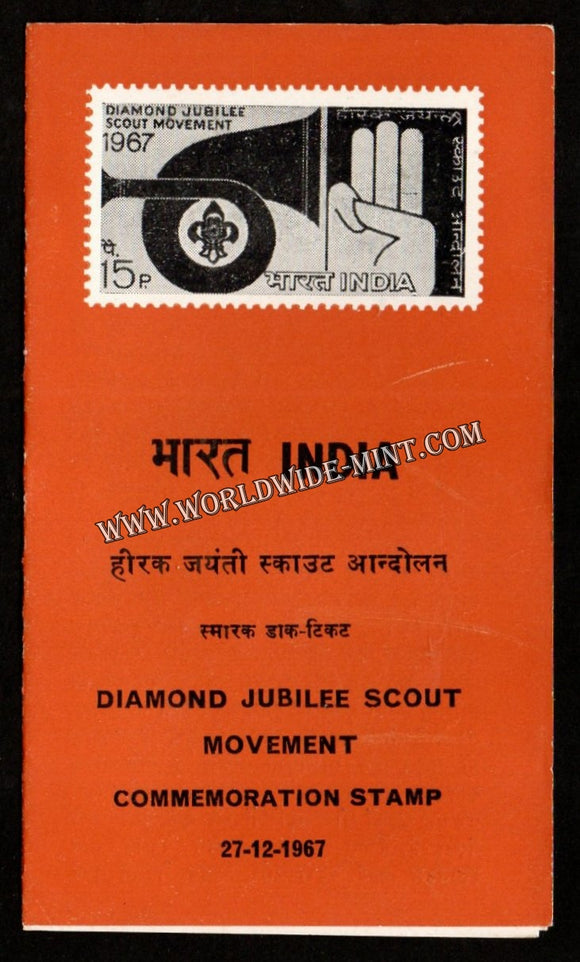 DIAMOND JUBILEE
SCOUT MOVEMENT
1967
हीरक जयंती
स्काउट आन्दोलन
पै.
15 P.
भारत INDIA
भारत INDIA
WWW.WORLDWIDE-MINT.COM
हीरक जयंती स्काउट आन्दोलन
स्मारक डाक-टिकट
DIAMOND JUBILEE SCOUT
MOVEMENT
COMMEMORATION STAMP
27-12-1967